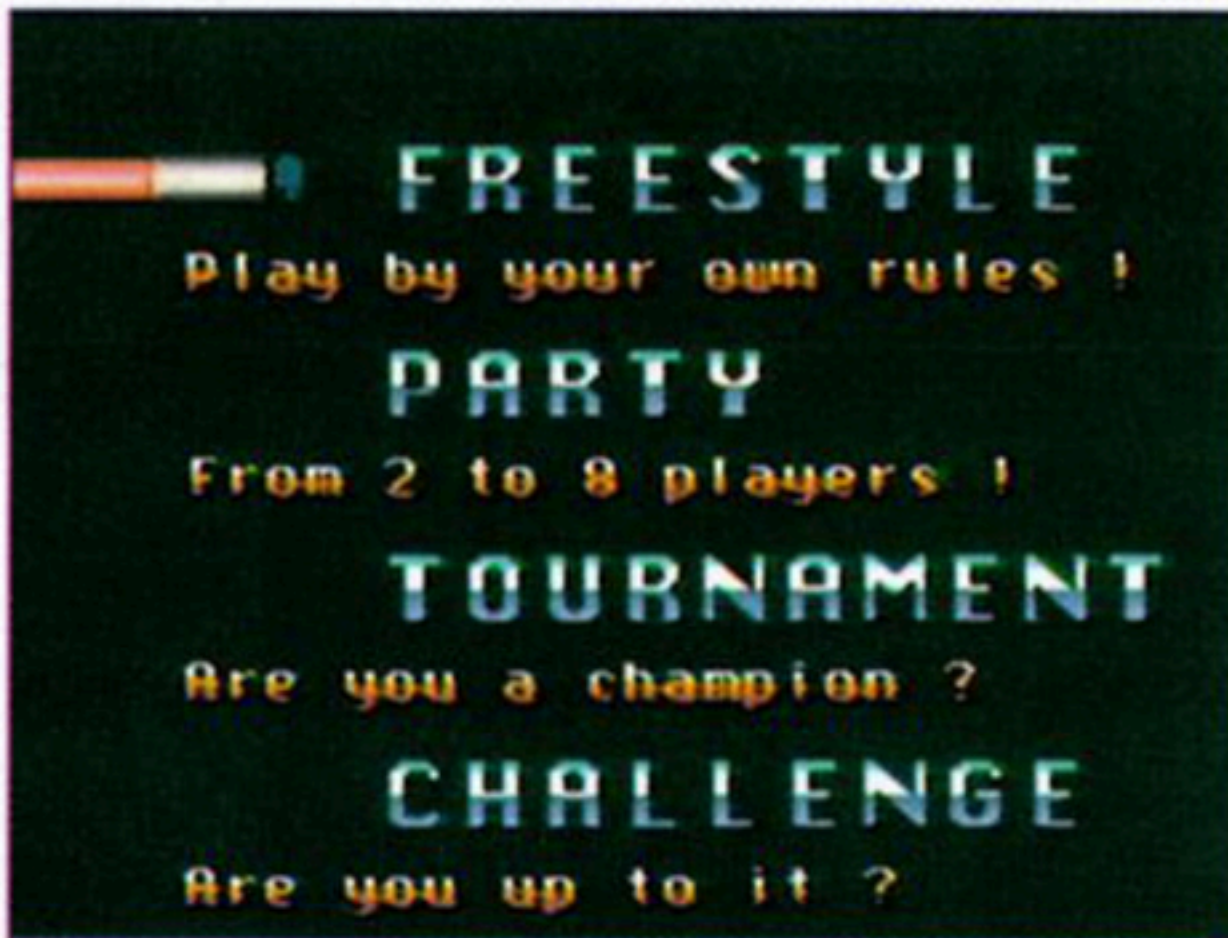 FREESTYLE
Play by your own rules !
PARTY
From 2 to 8 players !
TOURNAMENT
Are you a champion ?
CHALLENGE
Are you up to it ?